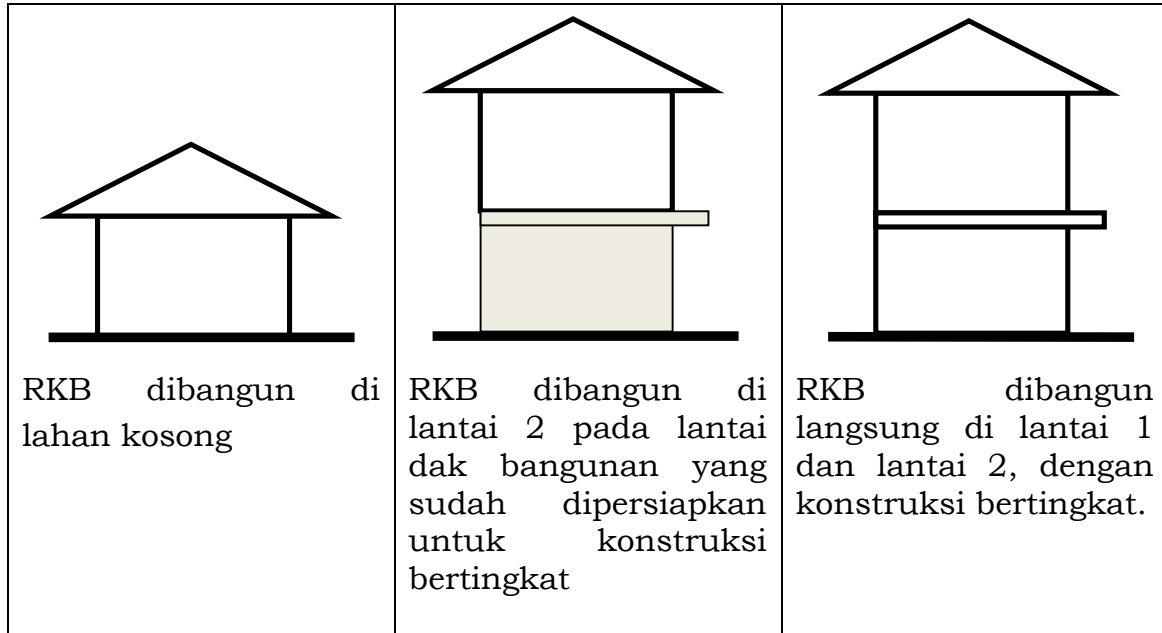 RKB dibangun di
lahan kosong
RKB dibangun di
lantai 2 pada lantai
dak bangunan yang
sudah dipersiapkan
untuk konstruksi
bertingkat
RKB dibangun
langsung di lantai 1
dan lantai 2, dengan
konstruksi bertingkat.